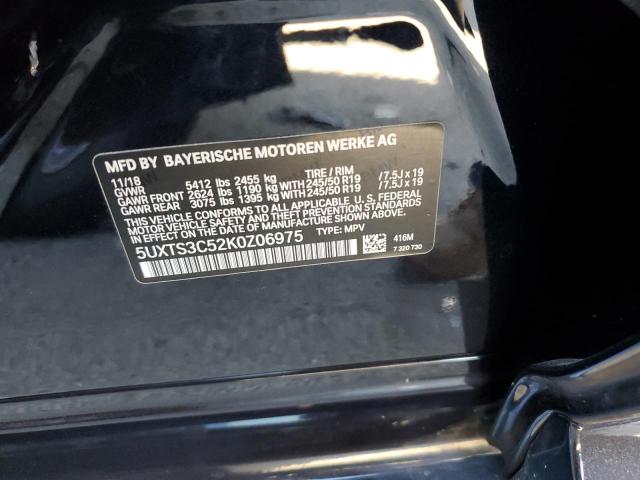 MFD BY BAYERISCHE MOTOREN WERKE AG
11/18 TIRE / RIM
GVWR 5412 lbs 2455 kg
GAWR FRONT 2624 lbs 1190 kg WITH 245/50 R19 /7.5J x 19
GAWR REAR 3075 lbs 1395 kg WITH 245/50 R19 /7.5J x 19
THIS VEHICLE CONFORMS TO ALL APPLICABLE U.S. FEDERAL
MOTOR VEHICLE SAFETY AND THEFT PREVENTION STANDARDS IN EFFECT ON THE
DATE OF MANUFACTURE SHOWN ABOVE.
5UXTS3C52K0Z06975 TYPE: MPV 416M
7 320 730